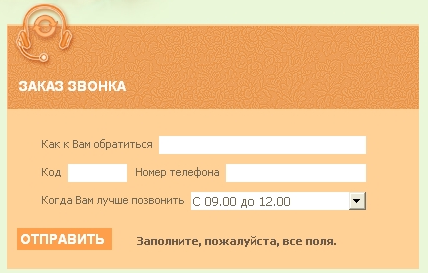 ЗАКАЗ ЗВОНКА
Как к Вам обратиться
Код Номер телефона
Когда Вам лучше позвонить С 09.00 до 12.00
ОТПРАВИТЬ Заполните, пожалуйста, все поля.